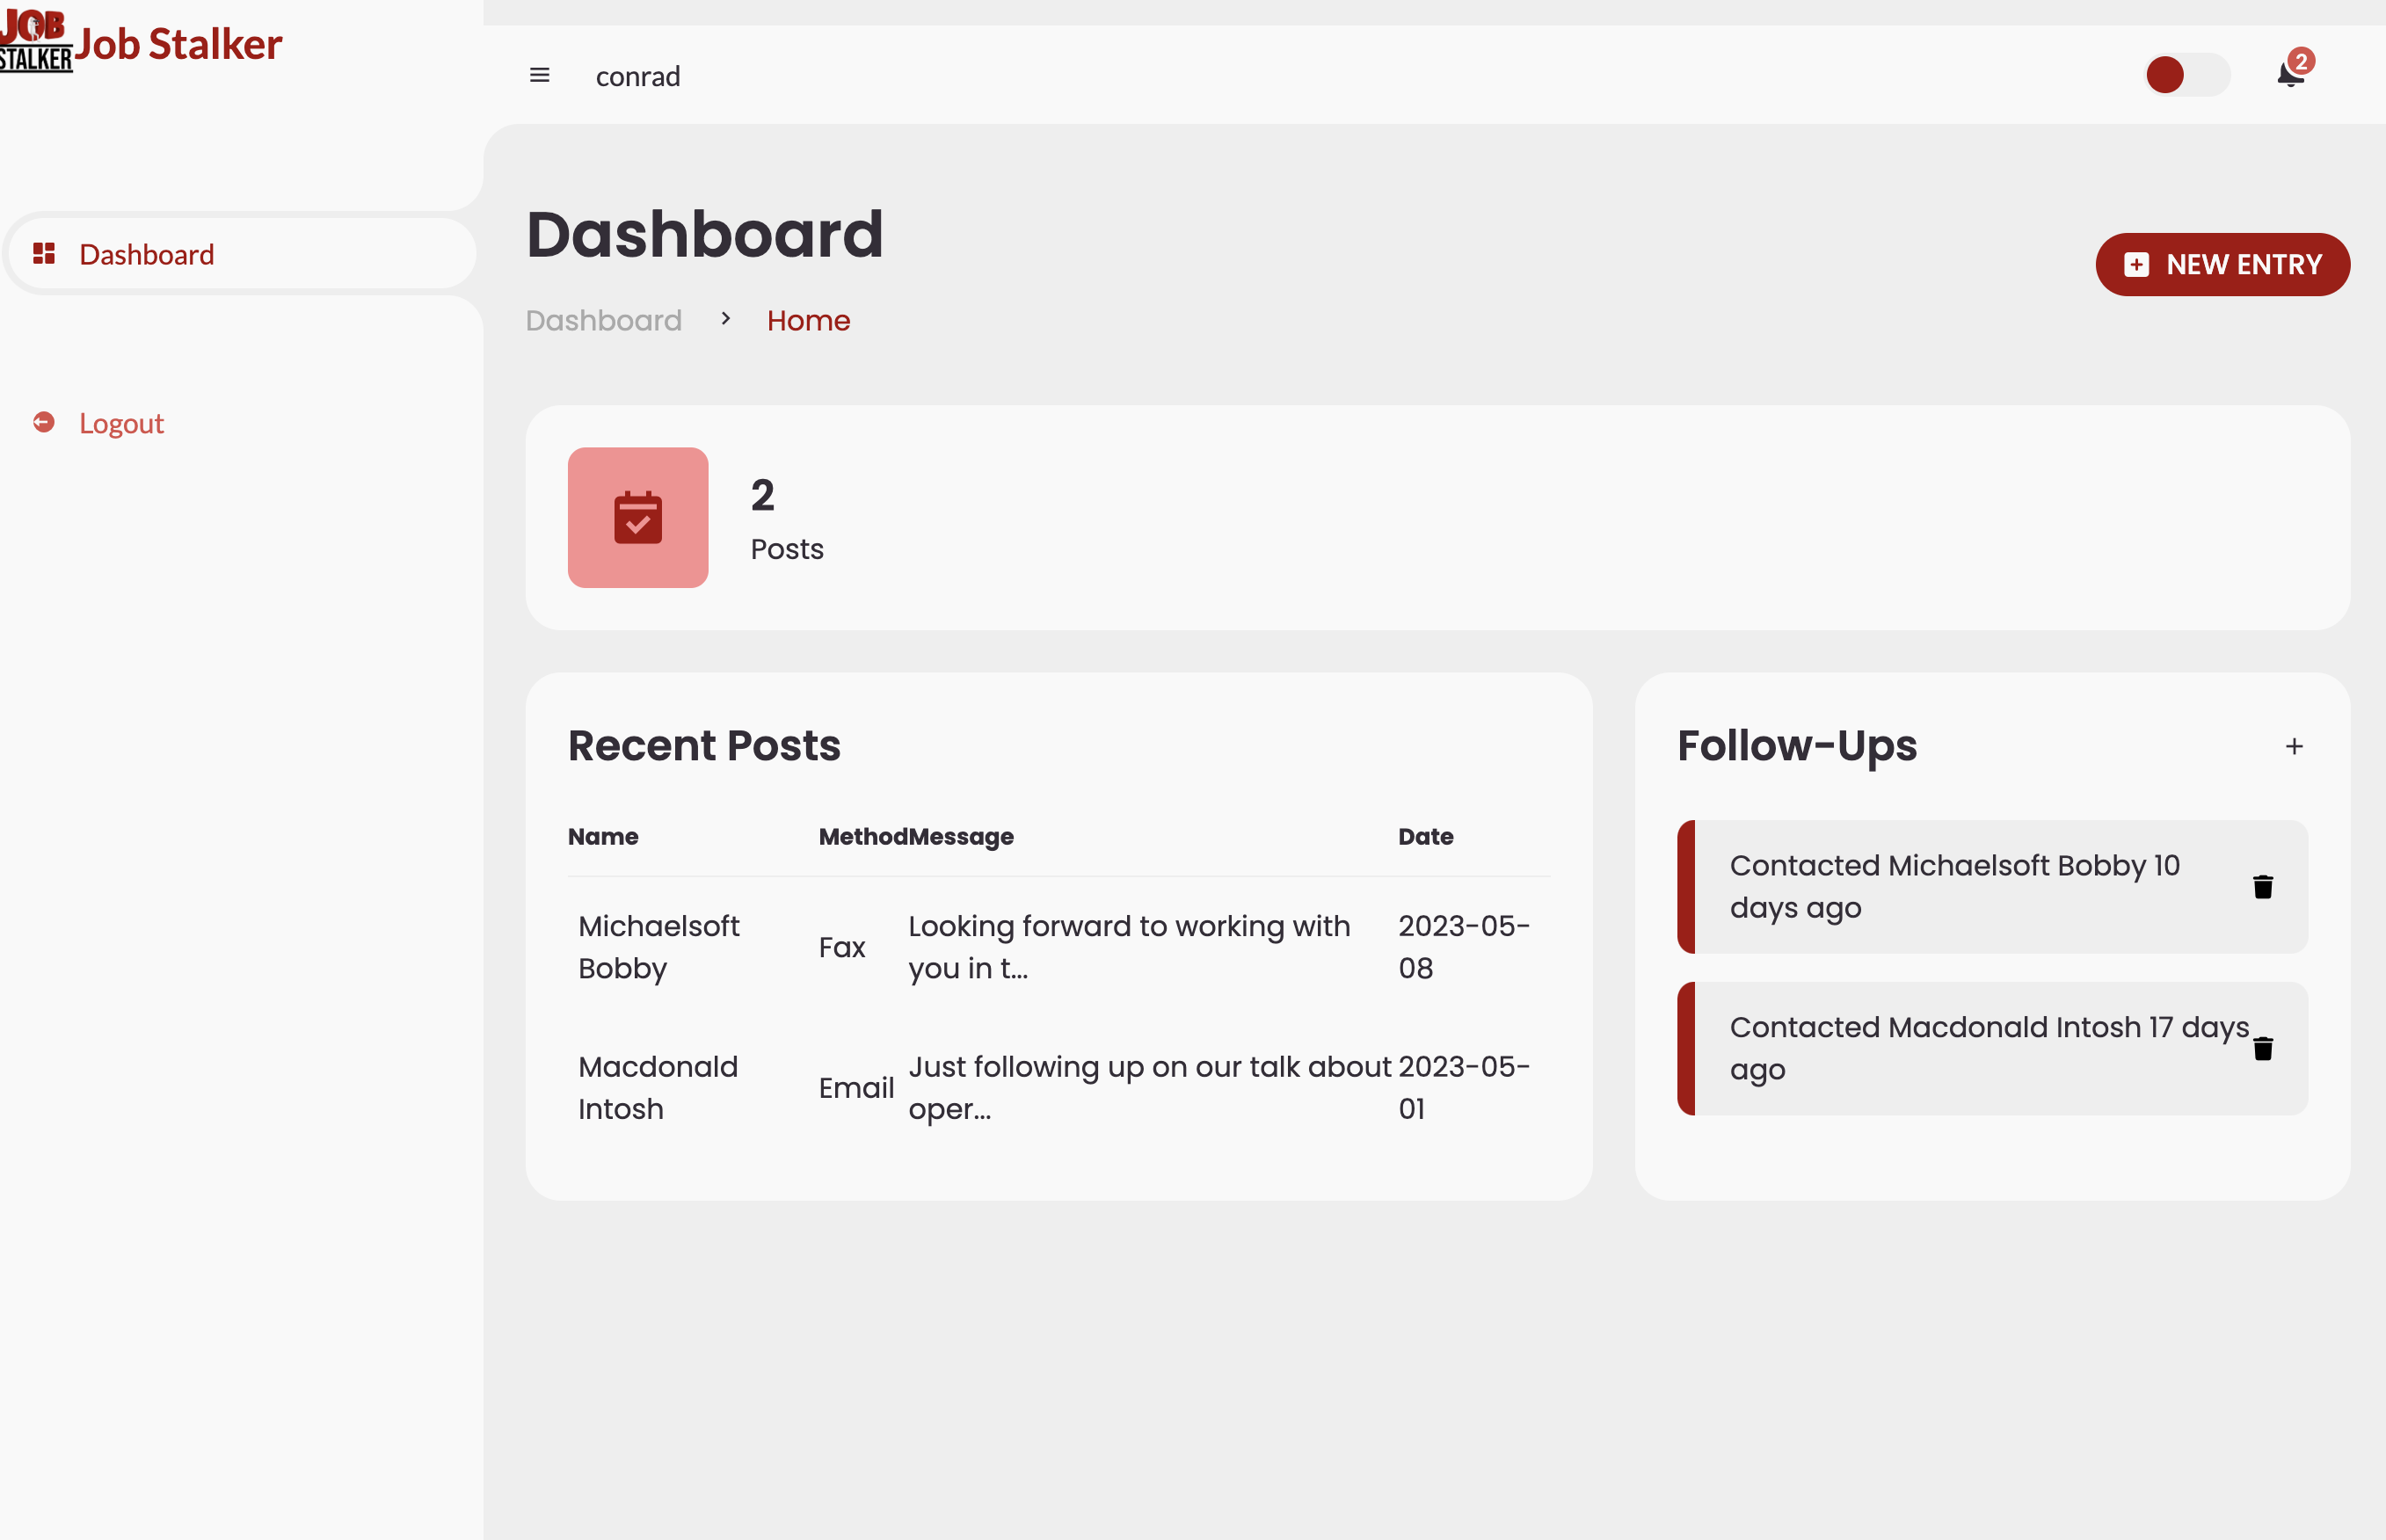 JOB
STALKER
Job Stalker
conrad
2
Dashboard
Logout
Dashboard
Dashboard
Home
NEW ENTRY
2
Posts
Recent Posts
Name Method Message Date
Michaelsoft
Bobby
Fax
Looking forward to working with
you in t...
2023-05-
08
Macdonald
Intosh
Email
Just following up on our talk about
oper...
2023-05-
01
Follow-Ups
Contacted Michaelsoft Bobby 10
days ago
Contacted Macdonald Intosh 17 days
ago